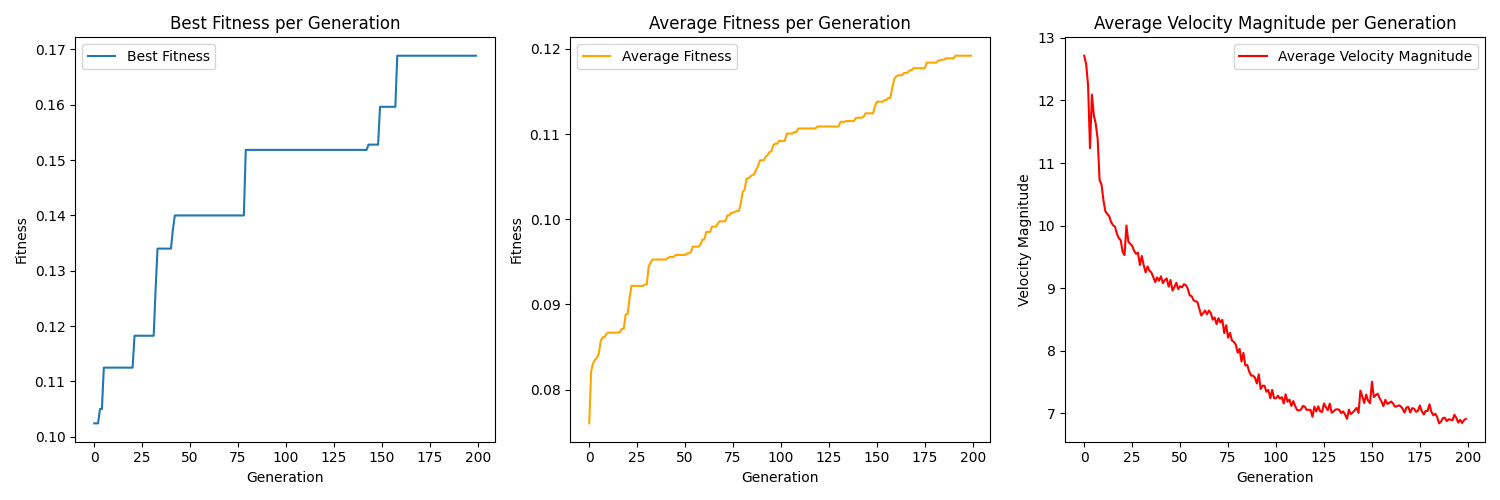 Best Fitness per Generation
Best Fitness
0.17
0.16
0.15
0.14
0.13
0.12
0.11
0.10
Fitness
0 25 50 75 100 125 150 175 200
Generation
Average Fitness per Generation
Average Fitness
0.12
0.11
0.10
0.09
0.08
Fitness
0 25 50 75 100 125 150 175 200
Generation
Average Velocity Magnitude per Generation
Average Velocity Magnitude
13
12
11
10
9
8
7
Velocity Magnitude
0 25 50 75 100 125 150 175 200
Generation